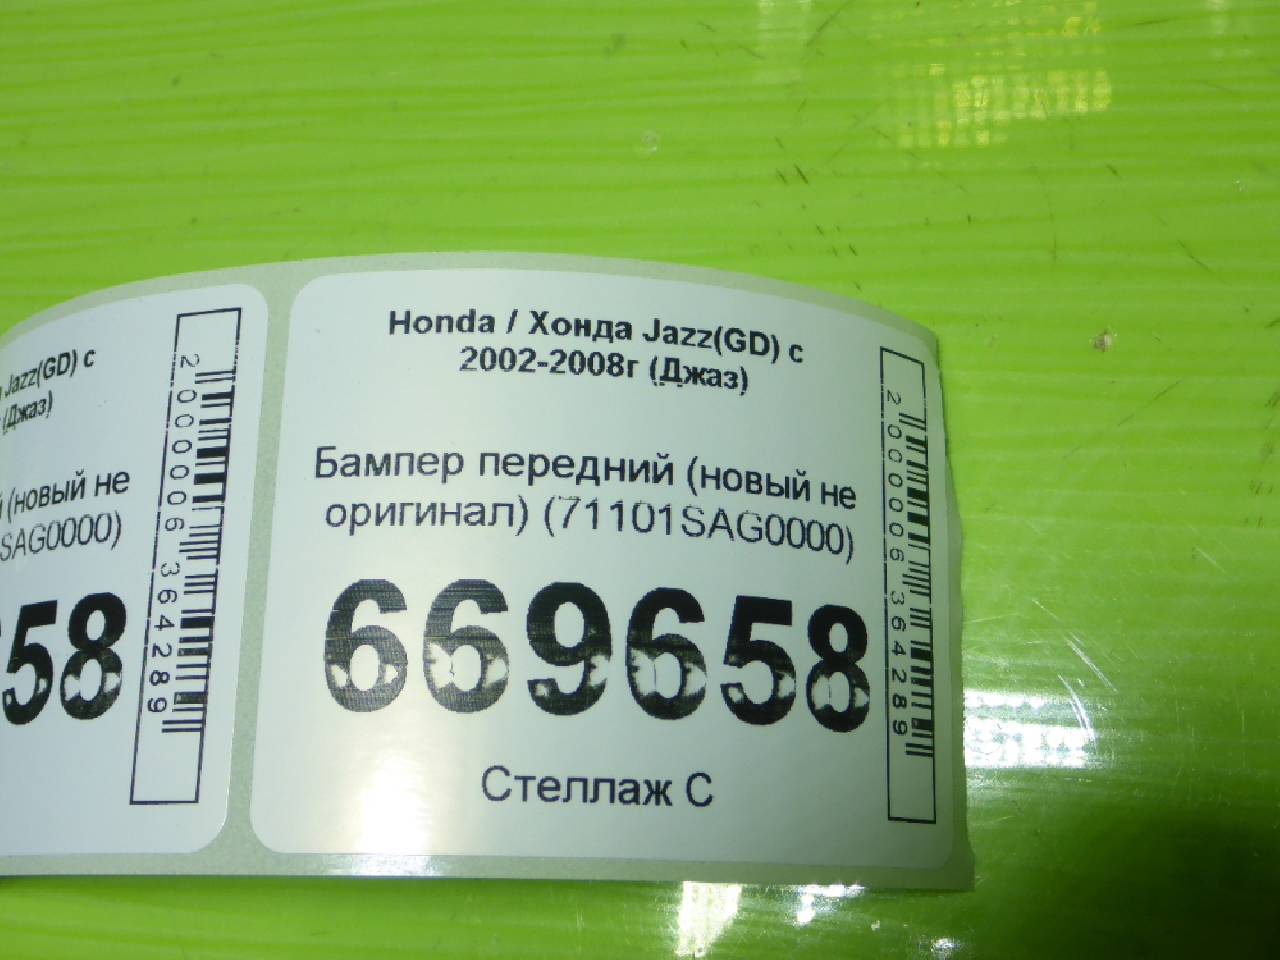 Honda / Хонда Jazz(GD) с
2002-2008г (Джаз)
Бампер передний (новый не
оригинал) (71101SAG0000)
669658
Стеллаж С
2000006364289
Jazz(GD) с
(Джаз)
(новый не
SAG0000)
58
2000006364289